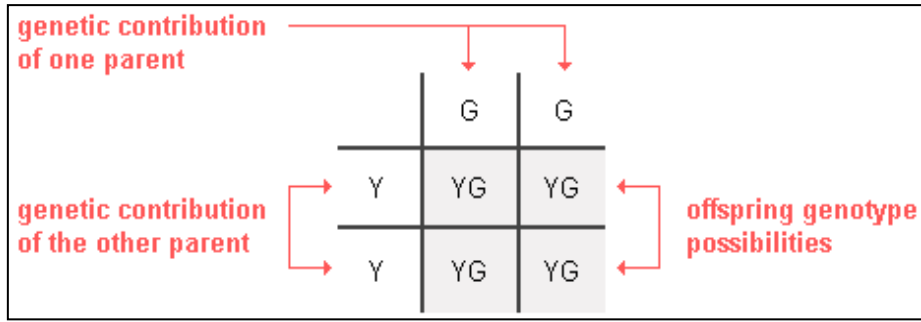 genetic contribution
of one parent
G G
Y YG YG
genetic contribution
of the other parent
offspring genotype
possibilities
Y YG YG